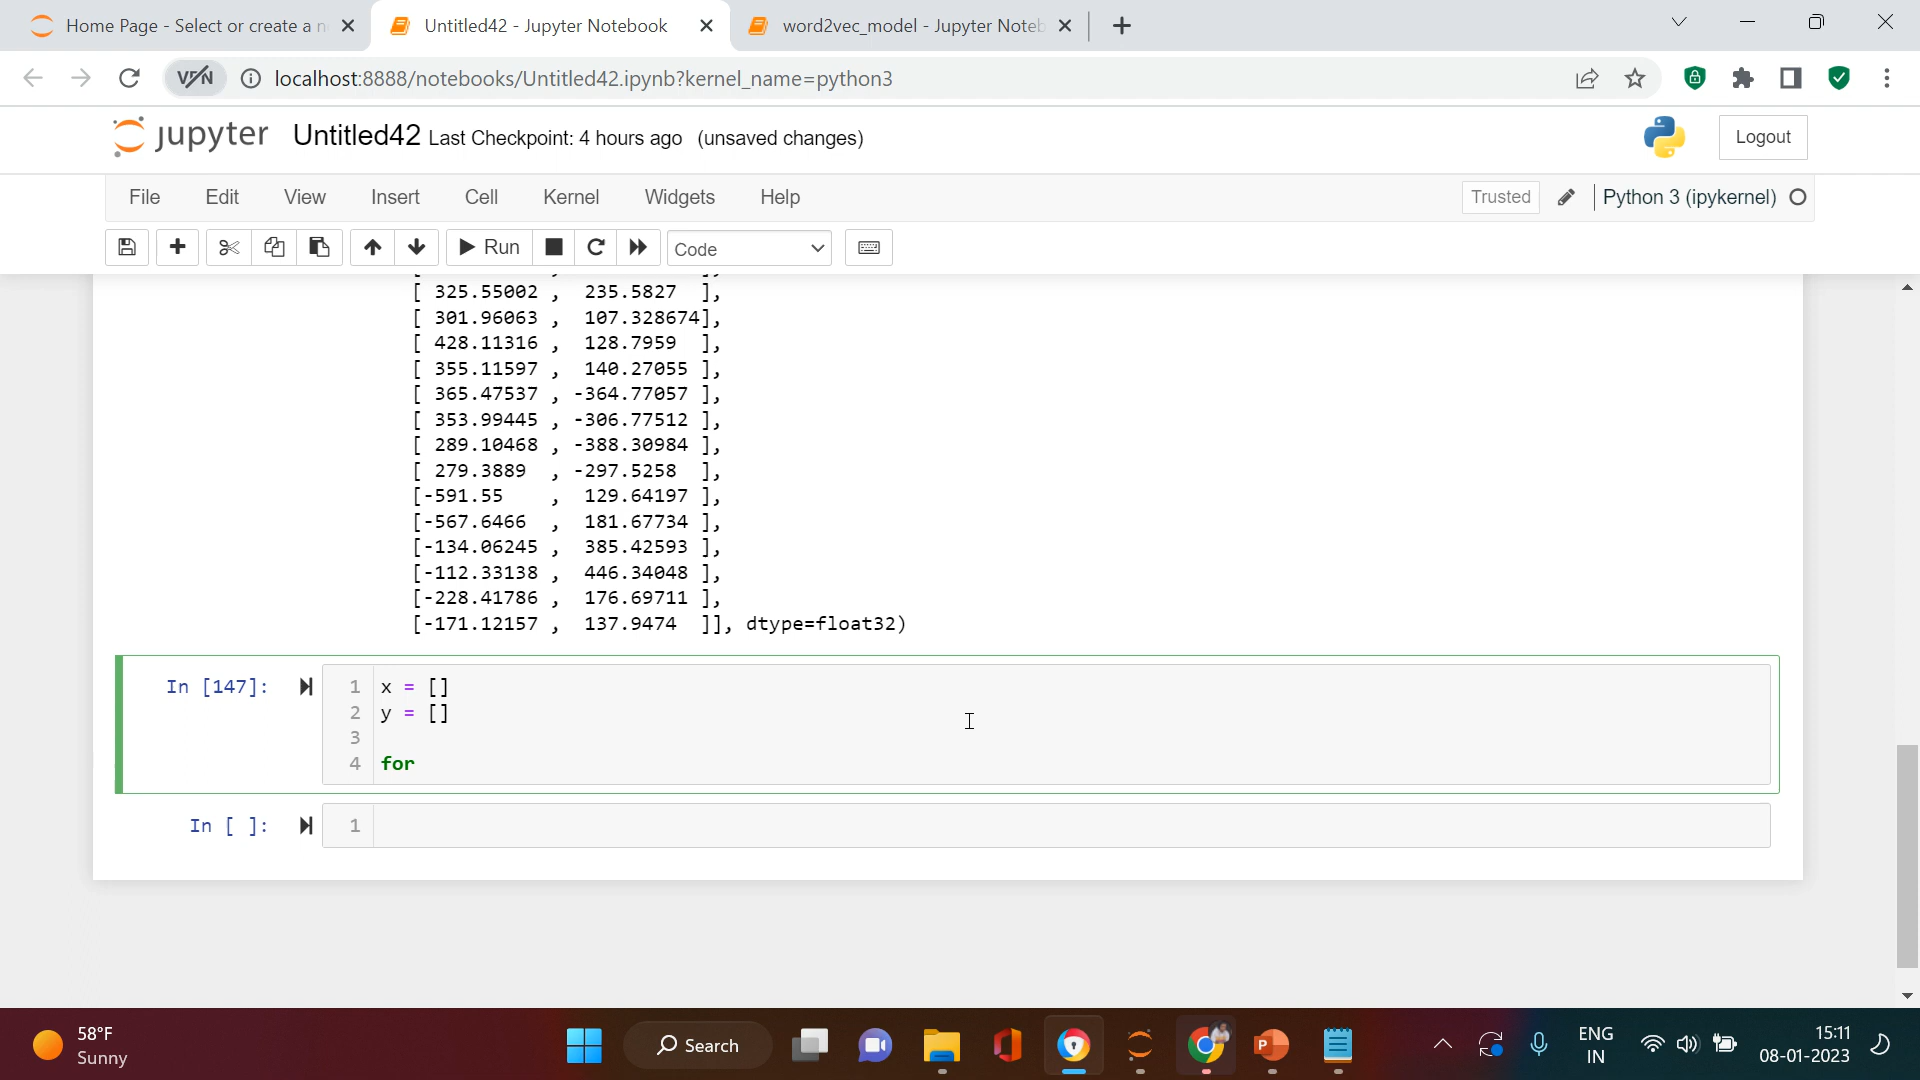 Home Page - Select or create a n
Untitled42 - Jupyter Notebook
word2vec_model - Jupyter Noteb
VPN
localhost:8888/notebooks/Untitled42.ipynb?kernel_name=python3
jupyter Untitled42 Last Checkpoint: 4 hours ago (unsaved changes)
Logout
File Edit View Insert Cell Kernel Widgets Help
Trusted
Python 3 (ipykernel)
Run
Code
[ 325.55002 , 235.5827 ],
[ 301.96063 , 107.328674],
[ 428.11316 , 128.7959 ],
[ 355.11597 , 140.27055 ],
[ 365.47537 , -364.77057 ],
[ 353.99445 , -306.77512 ],
[ 289.10468 , -388.30984 ],
[ 279.3889 , -297.5258 ],
[-591.55 , 129.64197 ],
[-567.6466 , 181.67734 ],
[-134.06245 , 385.42593 ],
[-112.33138 , 446.34048 ],
[-228.41786 , 176.69711 ],
[-171.12157 , 137.9474 ]], dtype=float32)
In [147]:
1 x = []
2 y = []
3
4 for
In [ ]:
1
58°F
Sunny
Search
ENG
IN
15:11
08-01-2023